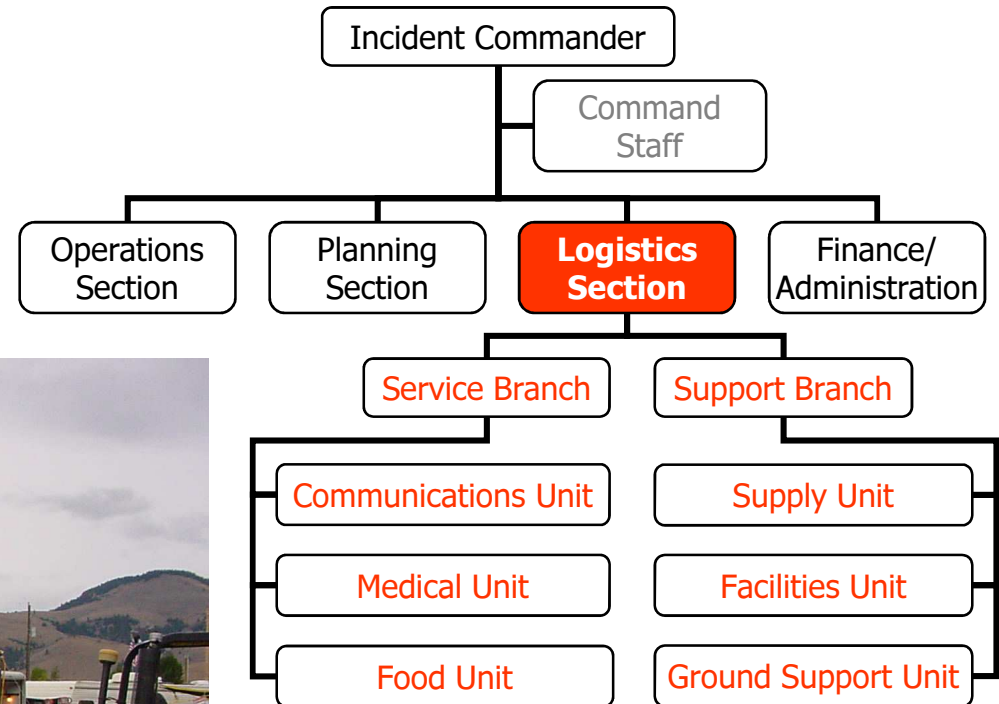 Incident Commander
Command
Staff
Operations
Section
Planning
Section
Logistics
Section
Finance/
Administration
Service Branch
Support Branch
Communications Unit
Supply Unit
Medical Unit
Facilities Unit
Food Unit
Ground Support Unit